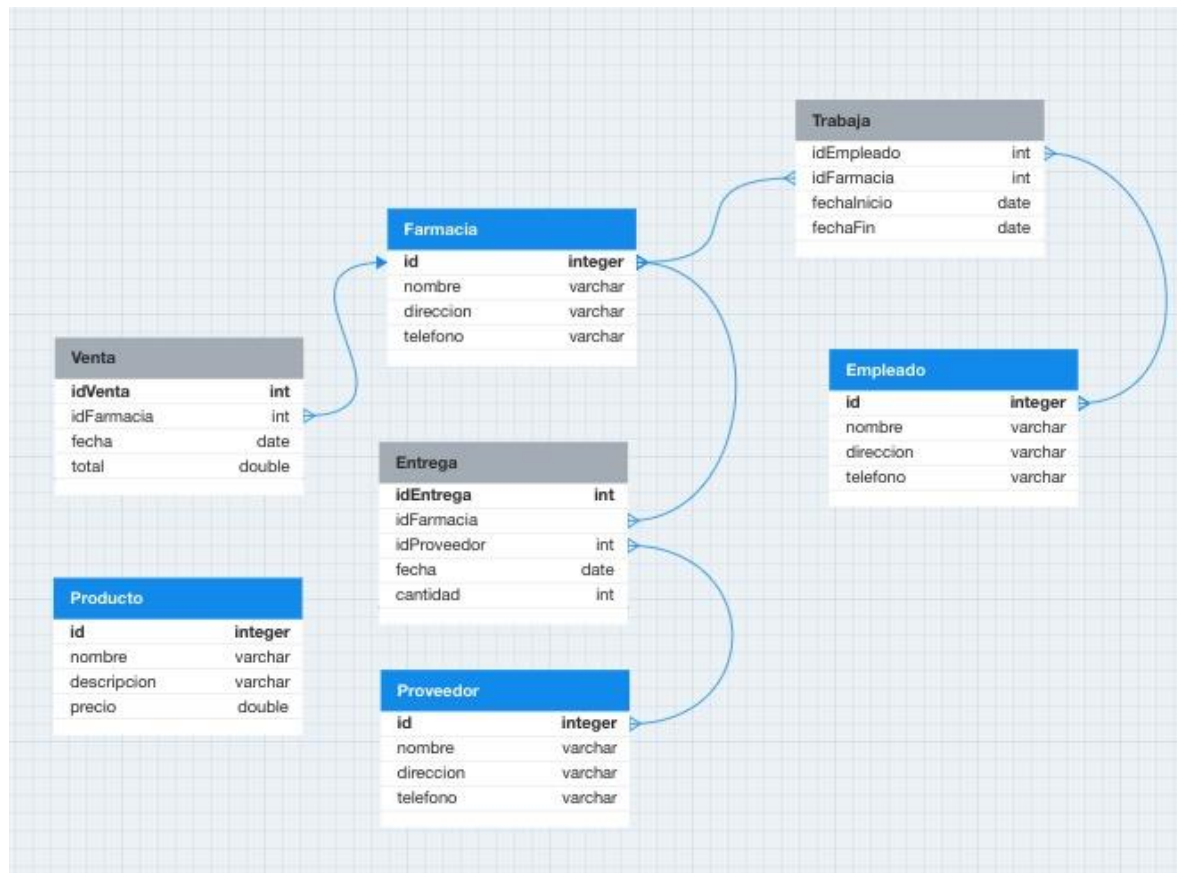 Trabaja
idEmpleado int
idFarmacia int
fechaInicio date
fechaFin date
Farmacia
id integer
nombre varchar
direccion varchar
telefono varchar
Venta
idVenta int
idFarmacia int
fecha date
total double
Empleado
id integer
nombre varchar
direccion varchar
telefono varchar
Entrega
idEntrega int
idFarmacia
idProveedor int
fecha date
cantidad int
Producto
id integer
nombre varchar
descripcion varchar
precio double
Proveedor
id integer
nombre varchar
direccion varchar
telefono varchar